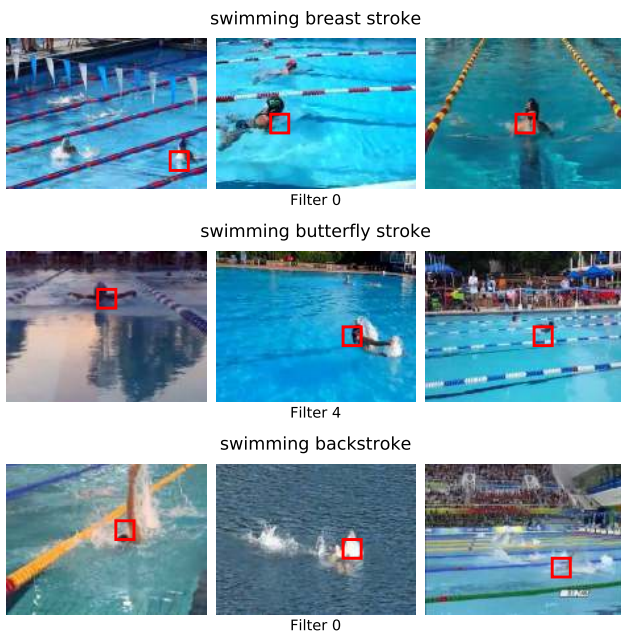 swimming breast stroke
Filter 0
swimming butterfly stroke
Filter 4
swimming backstroke
Filter 0